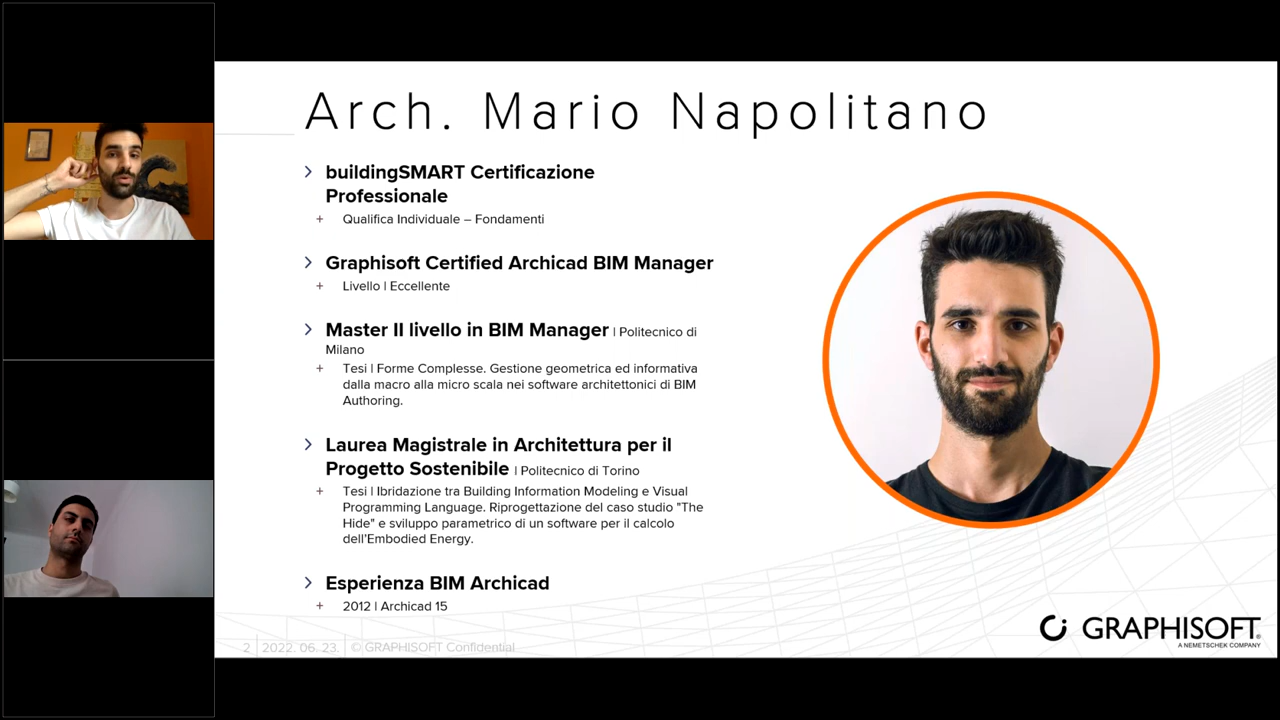 Arch. Mario Napolitano
buildingSMART Certificazione
Professionale
+ Qualifica Individuale – Fondamenti
Graphisoft Certified Archicad BIM Manager
+ Livello | Eccellente
Master II livello in BIM Manager | Politecnico di
Milano
+ Tesi | Forme Complesse. Gestione geometrica ed informativa
dalla macro alla micro scala nei software architettonici di BIM
Authoring.
Laurea Magistrale in Architettura per il
Progetto Sostenibile | Politecnico di Torino
+ Tesi | Ibridazione tra Building Information Modeling e Visual
Programming Language. Riprogettazione del caso studio "The
Hide" e sviluppo parametrico di un software per il calcolo
dell'Embodied Energy.
Esperienza BIM Archicad
+ 2012 | Archicad 15
2 | 2022. 06. 23. | © GRAPHISOFT Confidential
GRAPHISOFT®
A NEMETSCHEK COMPANY